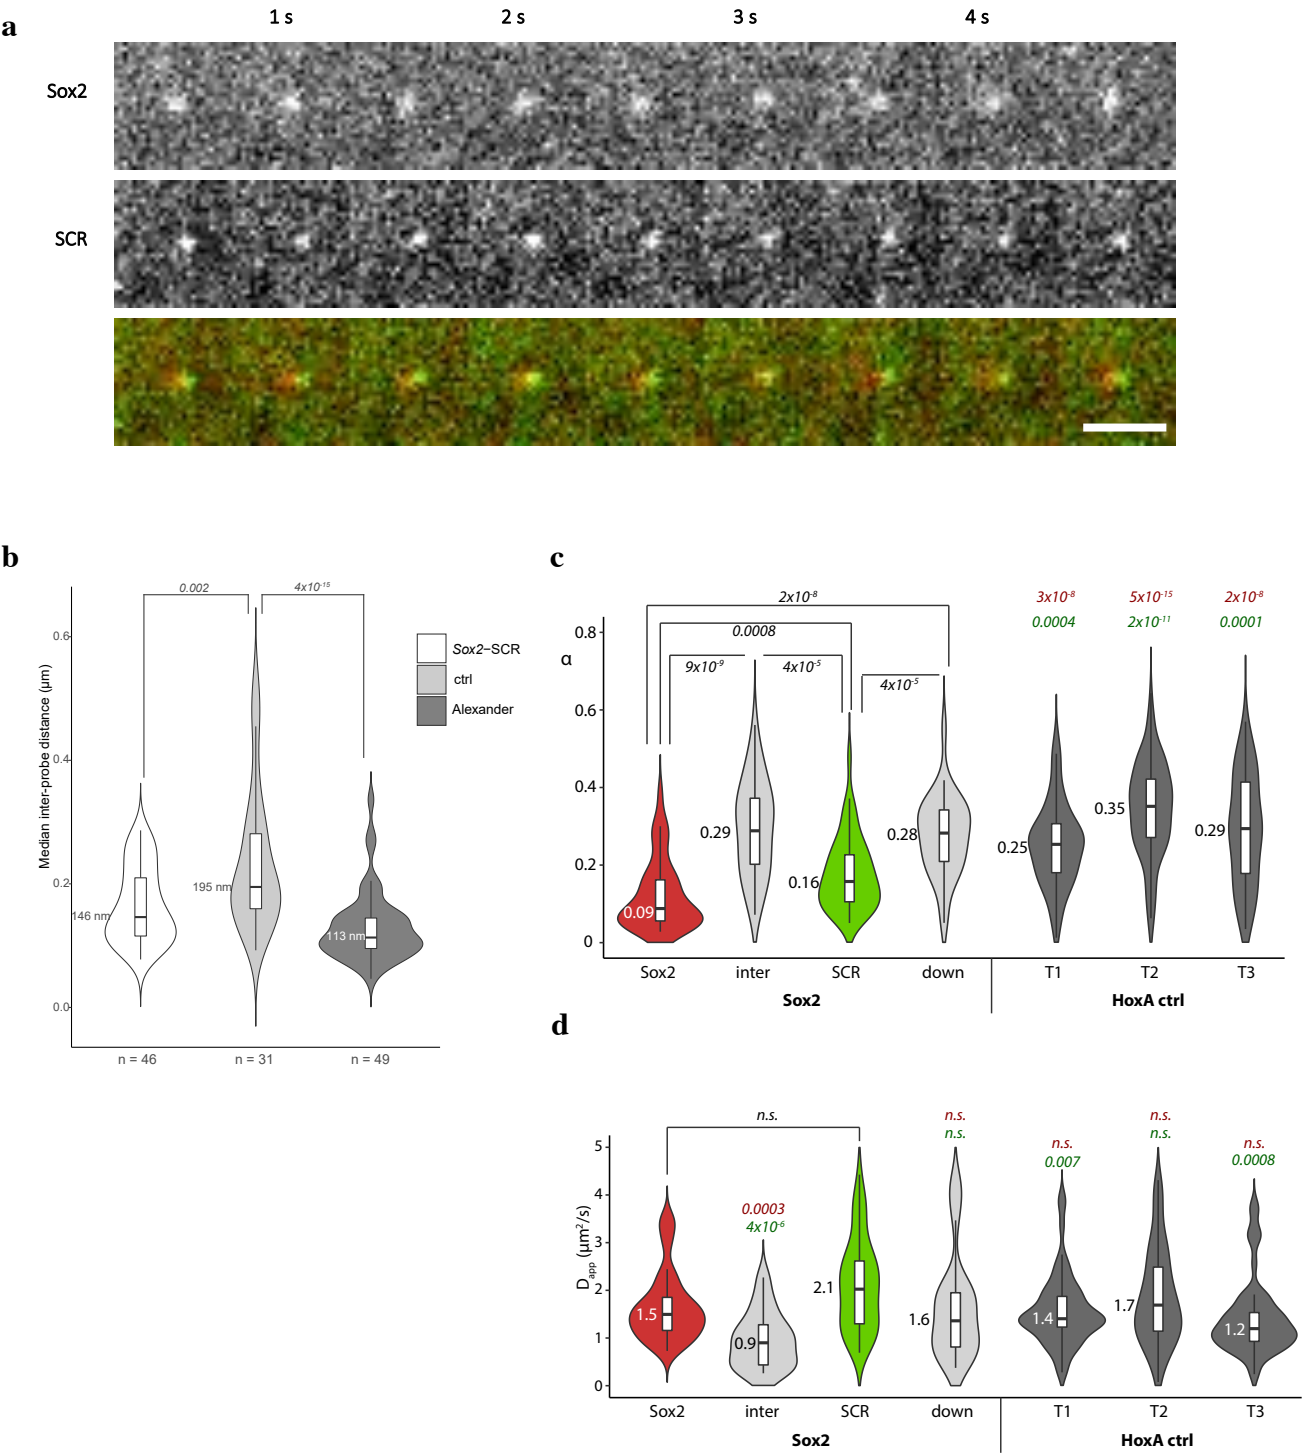 a
1 s 2 s 3 s 4 s
Sox2
SCR
b
0.002 4x10⁻¹⁵
Median inter-probe distance (µm)
0.6
0.4
0.2
0.0
146 nm 195 nm 113 nm
n = 46 n = 31 n = 49
Sox2–SCR
ctrl
Alexander
c
2x10⁻⁸
0.0008
9x10⁻⁹ 4x10⁻⁵
4x10⁻⁵
3x10⁻⁸ 5x10⁻¹⁵ 2x10⁻⁸
0.0004 2x10⁻¹¹ 0.0001
α
0.8
0.6
0.4
0.2
0
0.09 0.29 0.16 0.28 0.25 0.35 0.29
Sox2 inter SCR down T1 T2 T3
Sox2 HoxA ctrl
d
n.s.
0.0003
4x10⁻⁶
n.s.
n.s.
n.s.
0.007
n.s.
n.s.
n.s.
0.0008
Dapp (µm²/s)
5
4
3
2
1
0
1.5 0.9 2.1 1.6 1.4 1.7 1.2
Sox2 inter SCR down T1 T2 T3
Sox2 HoxA ctrl